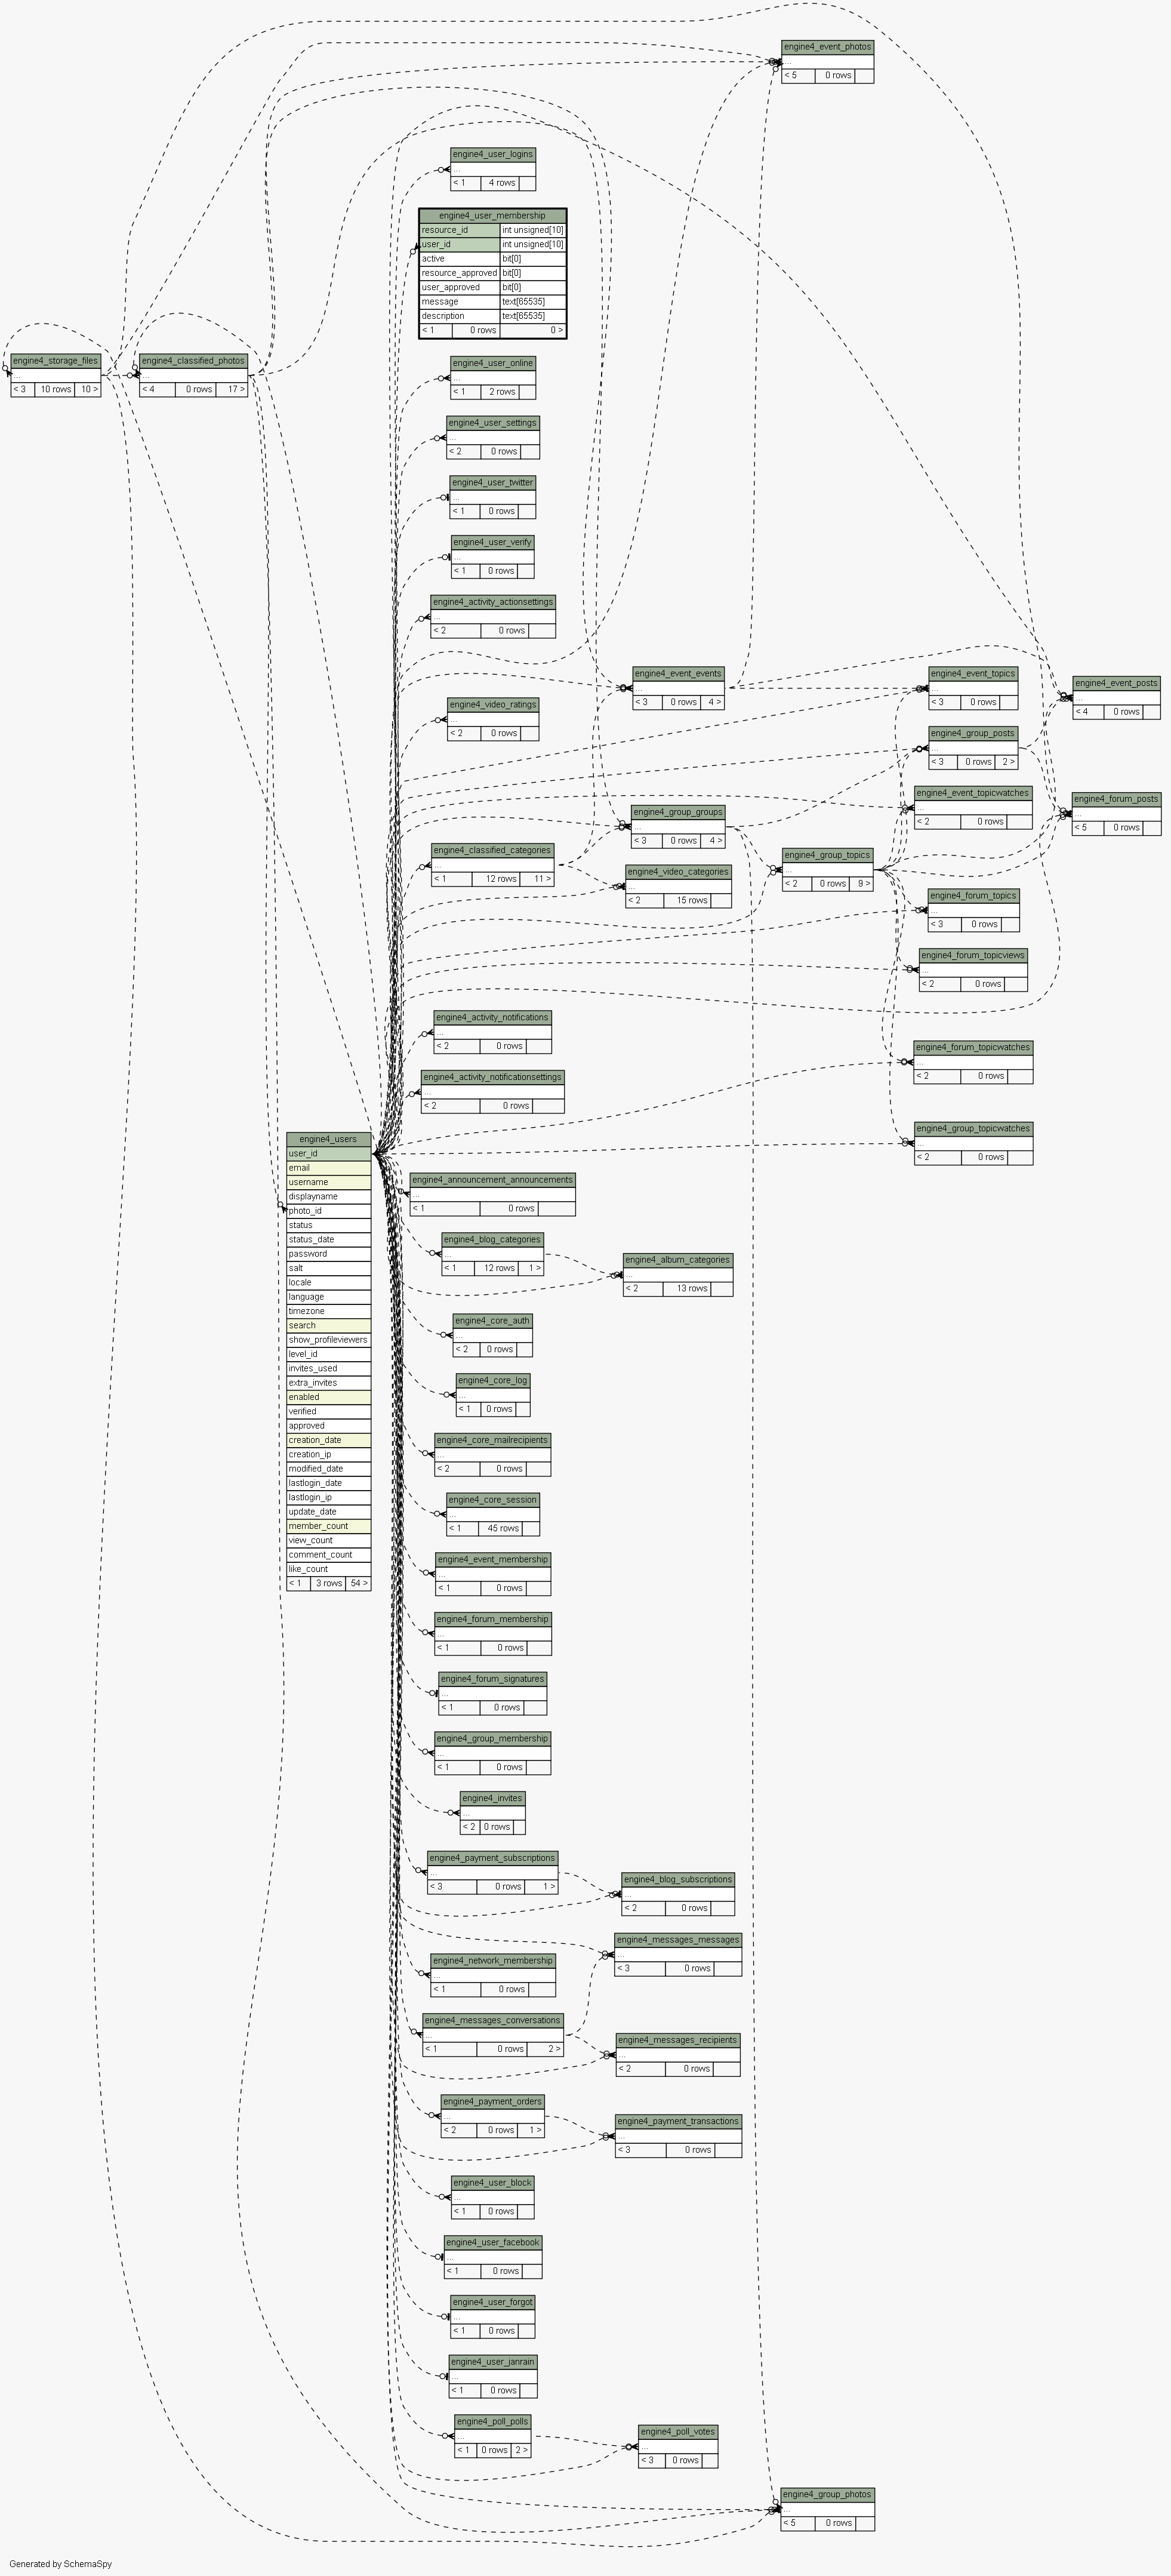 engine4_event_photos
...
< 5 0 rows
engine4_user_logins
...
< 1 4 rows
engine4_user_membership
resource_id int unsigned[10]
user_id int unsigned[10]
active bit[0]
resource_approved bit[0]
user_approved bit[0]
message text[65535]
description text[65535]
< 1 0 rows 0 >
engine4_storage_files
...
< 3 10 rows 10 >
engine4_classified_photos
...
< 4 0 rows 17 >
engine4_user_online
...
< 1 2 rows
engine4_user_settings
...
< 2 0 rows
engine4_user_twitter
...
< 1 0 rows
engine4_user_verify
...
< 1 0 rows
engine4_activity_actionsettings
...
< 2 0 rows
engine4_event_events
...
< 3 0 rows 4 >
engine4_event_topics
...
< 3 0 rows
engine4_event_posts
...
< 4 0 rows
engine4_video_ratings
...
< 2 0 rows
engine4_group_posts
...
< 3 0 rows 2 >
engine4_event_topicwatches
...
< 2 0 rows
engine4_forum_posts
...
< 5 0 rows
engine4_group_groups
...
< 3 0 rows 4 >
engine4_classified_categories
...
< 1 12 rows 11 >
engine4_group_topics
...
< 2 0 rows 9 >
engine4_video_categories
...
< 2 15 rows
engine4_forum_topics
...
< 3 0 rows
engine4_forum_topicviews
...
< 2 0 rows
engine4_activity_notifications
...
< 2 0 rows
engine4_forum_topicwatches
...
< 2 0 rows
engine4_activity_notificationsettings
...
< 2 0 rows
engine4_group_topicwatches
...
< 2 0 rows
engine4_users
user_id
email
username
displayname
photo_id
status
status_date
password
salt
locale
language
timezone
search
show_profileviewers
level_id
invites_used
extra_invites
enabled
verified
approved
creation_date
creation_ip
modified_date
lastlogin_date
lastlogin_ip
update_date
member_count
view_count
comment_count
like_count
< 1 3 rows 54 >
engine4_announcement_announcements
...
< 1 0 rows
engine4_blog_categories
...
< 1 12 rows 1 >
engine4_album_categories
...
< 2 13 rows
engine4_core_auth
...
< 2 0 rows
engine4_core_log
...
< 1 0 rows
engine4_core_mailrecipients
...
< 2 0 rows
engine4_core_session
...
< 1 45 rows
engine4_event_membership
...
< 1 0 rows
engine4_forum_membership
...
< 1 0 rows
engine4_forum_signatures
...
< 1 0 rows
engine4_group_membership
...
< 1 0 rows
engine4_invites
...
< 2 0 rows
engine4_payment_subscriptions
...
< 3 0 rows 1 >
engine4_blog_subscriptions
...
< 2 0 rows
engine4_messages_messages
...
< 3 0 rows
engine4_network_membership
...
< 1 0 rows
engine4_messages_conversations
...
< 1 0 rows 2 >
engine4_messages_recipients
...
< 2 0 rows
engine4_payment_orders
...
< 2 0 rows 1 >
engine4_payment_transactions
...
< 3 0 rows
engine4_user_block
...
< 1 0 rows
engine4_user_facebook
...
< 1 0 rows
engine4_user_forgot
...
< 1 0 rows
engine4_user_janrain
...
< 1 0 rows
engine4_poll_polls
...
< 1 0 rows 2 >
engine4_poll_votes
...
< 3 0 rows
engine4_group_photos
...
< 5 0 rows
Generated by SchemaSpy